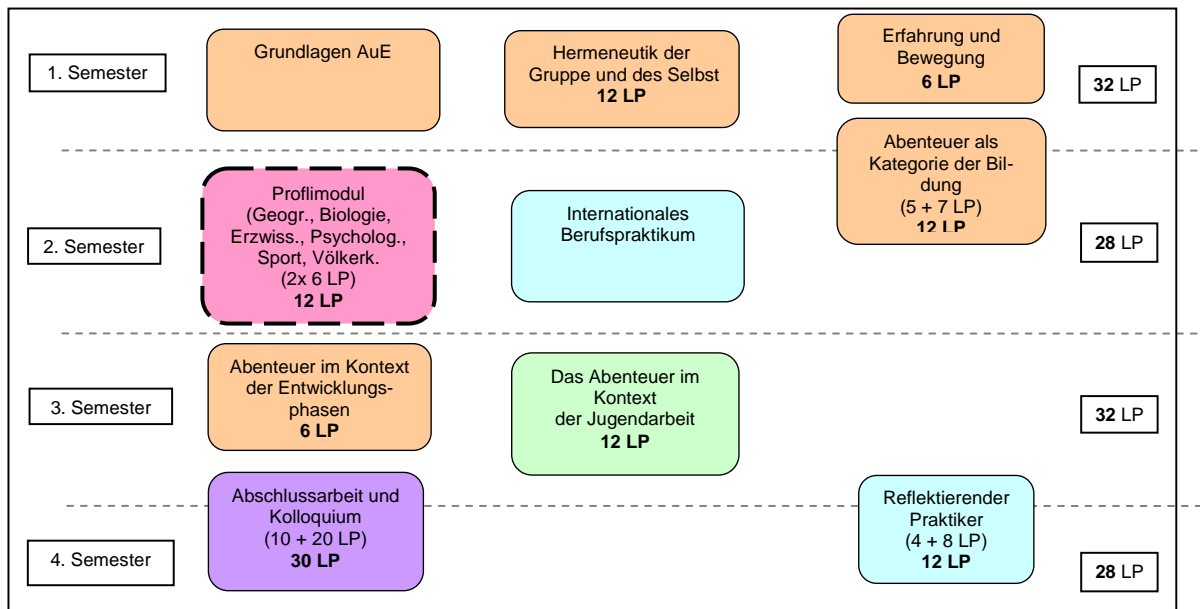 1. Semester
Grundlagen AuE
Hermeneutik der
Gruppe und des Selbst
12 LP
Erfahrung und
Bewegung
6 LP
32 LP
Abenteuer als
Kategorie der Bil-
dung
(5 + 7 LP)
12 LP
2. Semester
Proflimodul
(Geogr., Biologie,
Erzwiss., Psycholog.,
Sport, Völkerk.
(2x 6 LP)
12 LP
Internationales
Berufspraktikum
28 LP
3. Semester
Abenteuer im Kontext
der Entwicklungs-
phasen
6 LP
Das Abenteuer im
Kontext
der Jugendarbeit
12 LP
32 LP
4. Semester
Abschlussarbeit und
Kolloquium
(10 + 20 LP)
30 LP
Reflektierender
Praktiker
(4 + 8 LP)
12 LP
28 LP